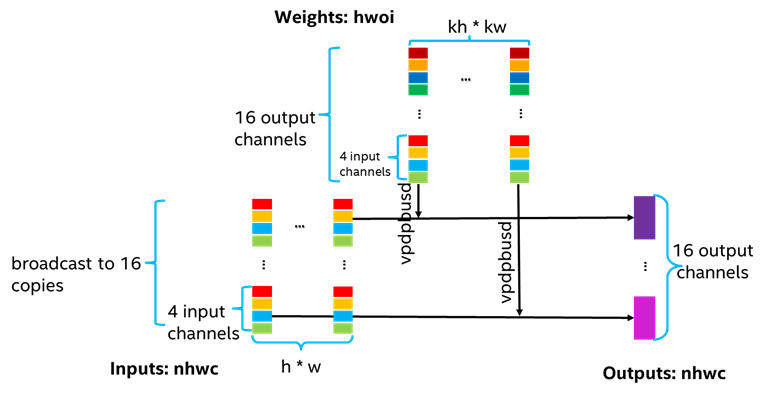 Weights: hwoi
kh * kw
...
16 output
channels
...
...
4 input
channels
vpdpbusd
vpdpbusd
...
broadcast to 16
copies
...
...
4 input
channels
h * w
Inputs: nhwc
16 output
channels
...
Outputs: nhwc